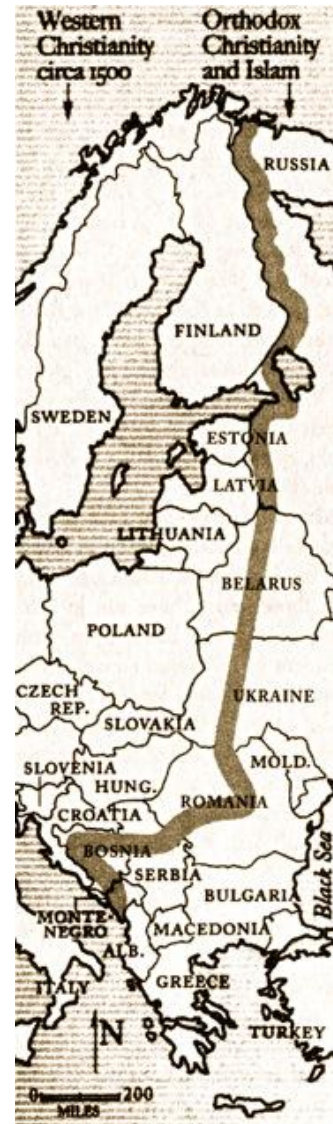 Western
Christianity
circa 1500
Orthodox
Christianity
and Islam
RUSSIA
FINLAND
SWEDEN
ESTONIA
LATVIA
LITHUANIA
BELARUS
POLAND
UKRAINE
CZECH
REP.
SLOVAKIA
MOLD.
SLOVENIA
HUNG.
ROMANIA
CROATIA
BOSNIA
SERBIA
Black Sea
BULGARIA
MONTE-
NEGRO
MACEDONIA
ALB.
ITALY
GREECE
TURKEY
N
0 200
MILES